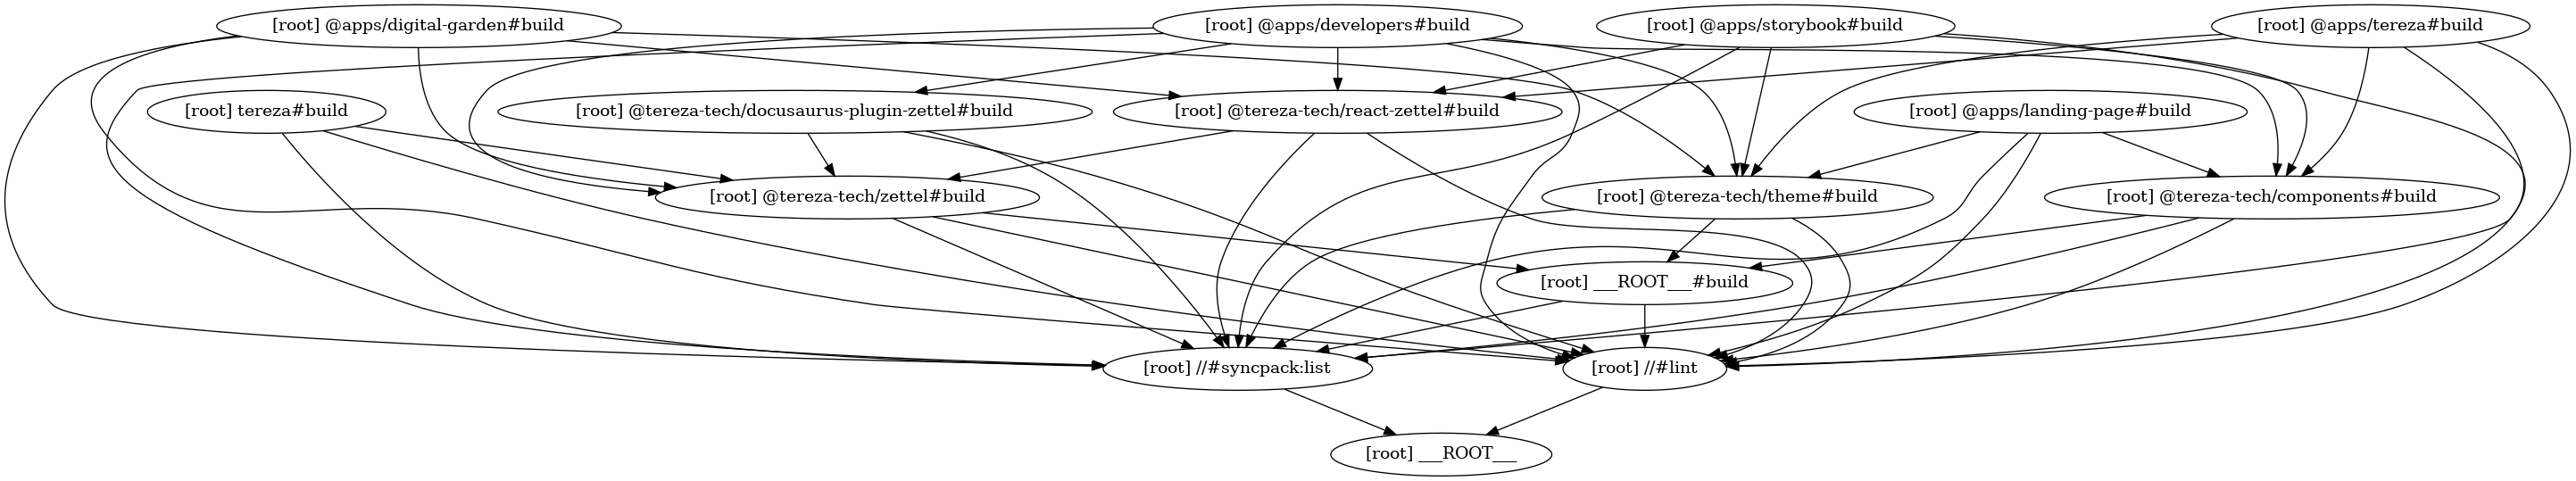 [root] @apps/digital-garden#build
[root] @apps/developers#build
[root] @apps/storybook#build
[root] @apps/tereza#build
[root] tereza#build
[root] @tereza-tech/docusaurus-plugin-zettel#build
[root] @tereza-tech/react-zettel#build
[root] @apps/landing-page#build
[root] @tereza-tech/zettel#build
[root] @tereza-tech/theme#build
[root] @tereza-tech/components#build
[root] ___ROOT___#build
[root] //#syncpack:list
[root] //#lint
[root] ___ROOT___